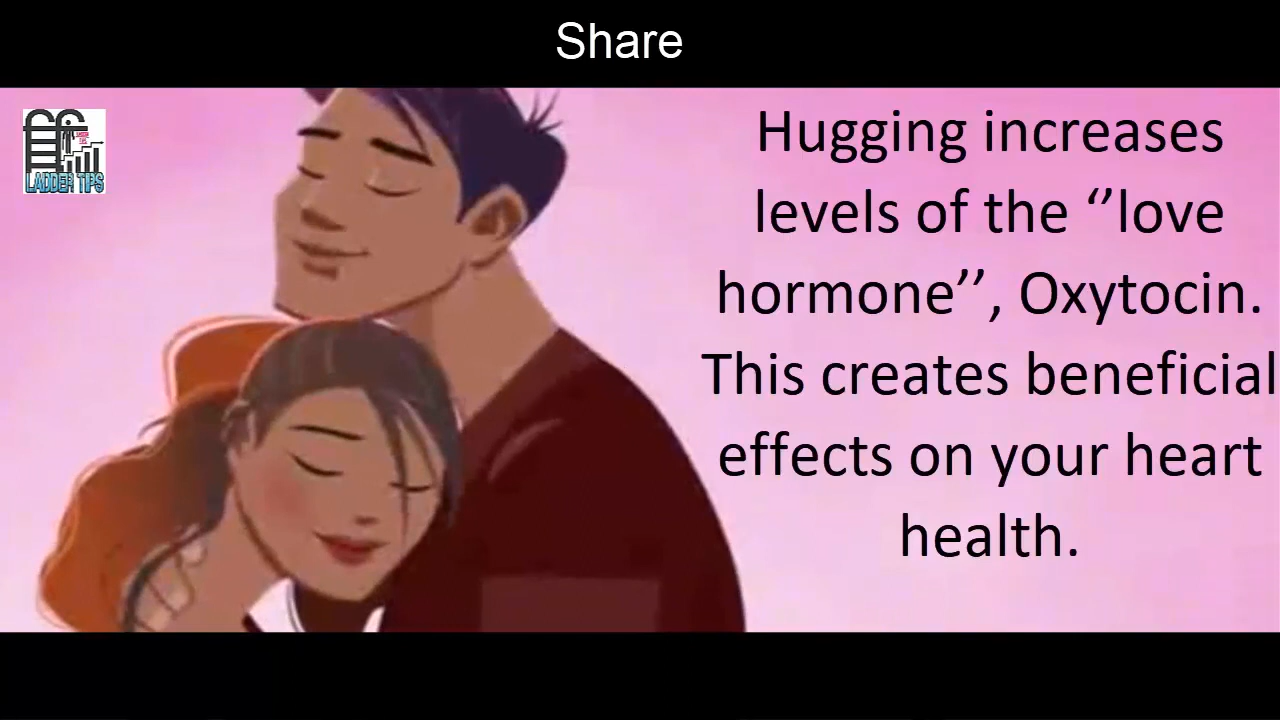 Share
LADDER TIPS
Hugging increases
levels of the ‘’love
hormone’’, Oxytocin.
This creates beneficial
effects on your heart
health.